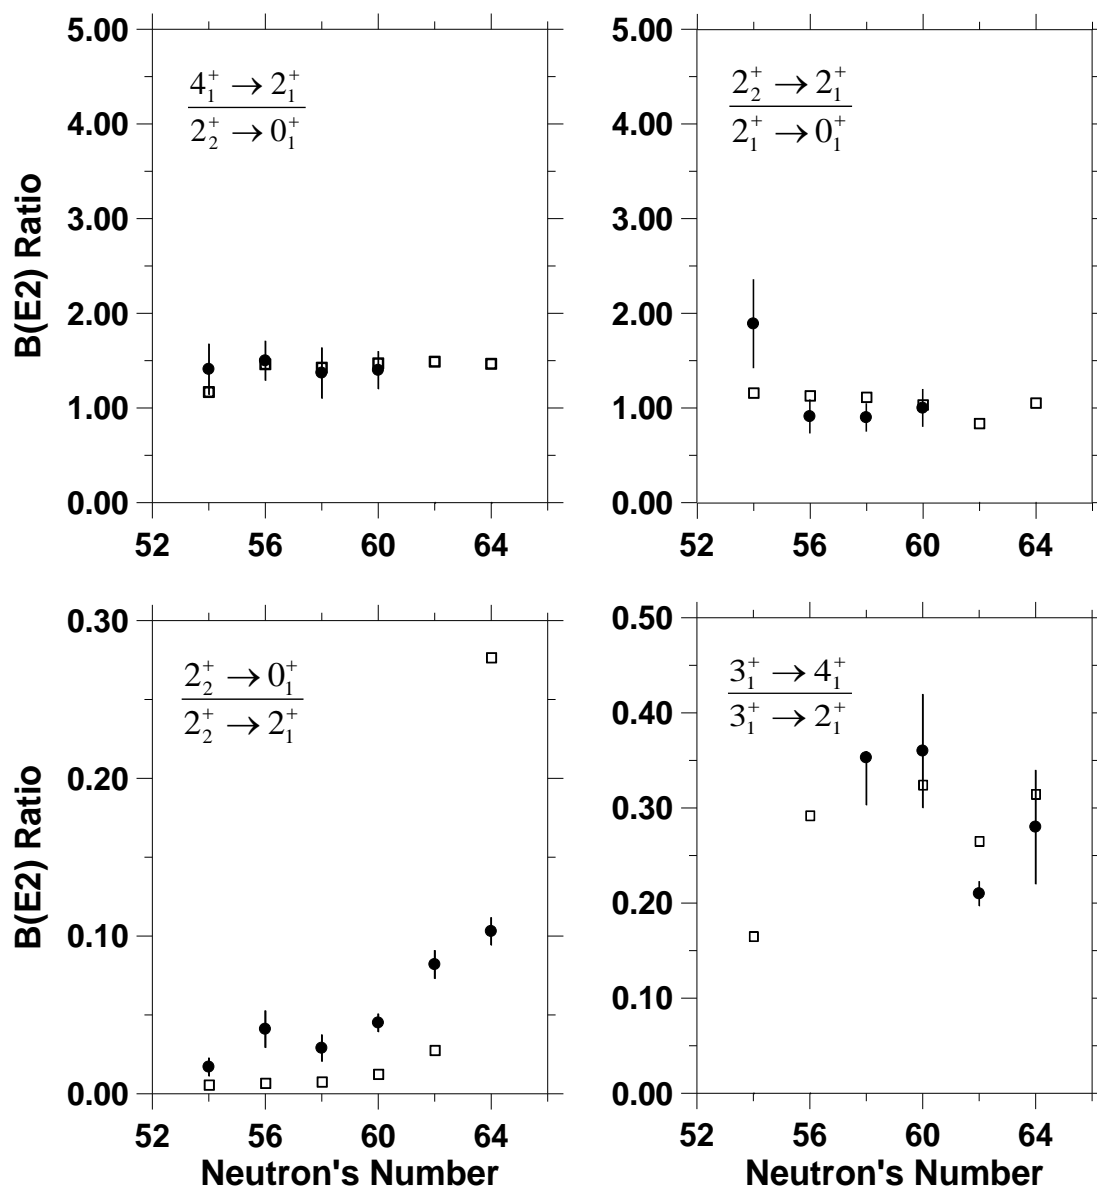 B(E2) Ratio
5.00
4.00
3.00
2.00
1.00
0.00
4₁⁺ → 2₁⁺
2₂⁺ → 0₁⁺
52 56 60 64
5.00
4.00
3.00
2.00
1.00
0.00
2₂⁺ → 2₁⁺
2₁⁺ → 0₁⁺
52 56 60 64
B(E2) Ratio
0.30
0.20
0.10
0.00
2₂⁺ → 0₁⁺
2₂⁺ → 2₁⁺
52 56 60 64
Neutron's Number
0.50
0.40
0.30
0.20
0.10
0.00
3₁⁺ → 4₁⁺
3₁⁺ → 2₁⁺
52 56 60 64
Neutron's Number